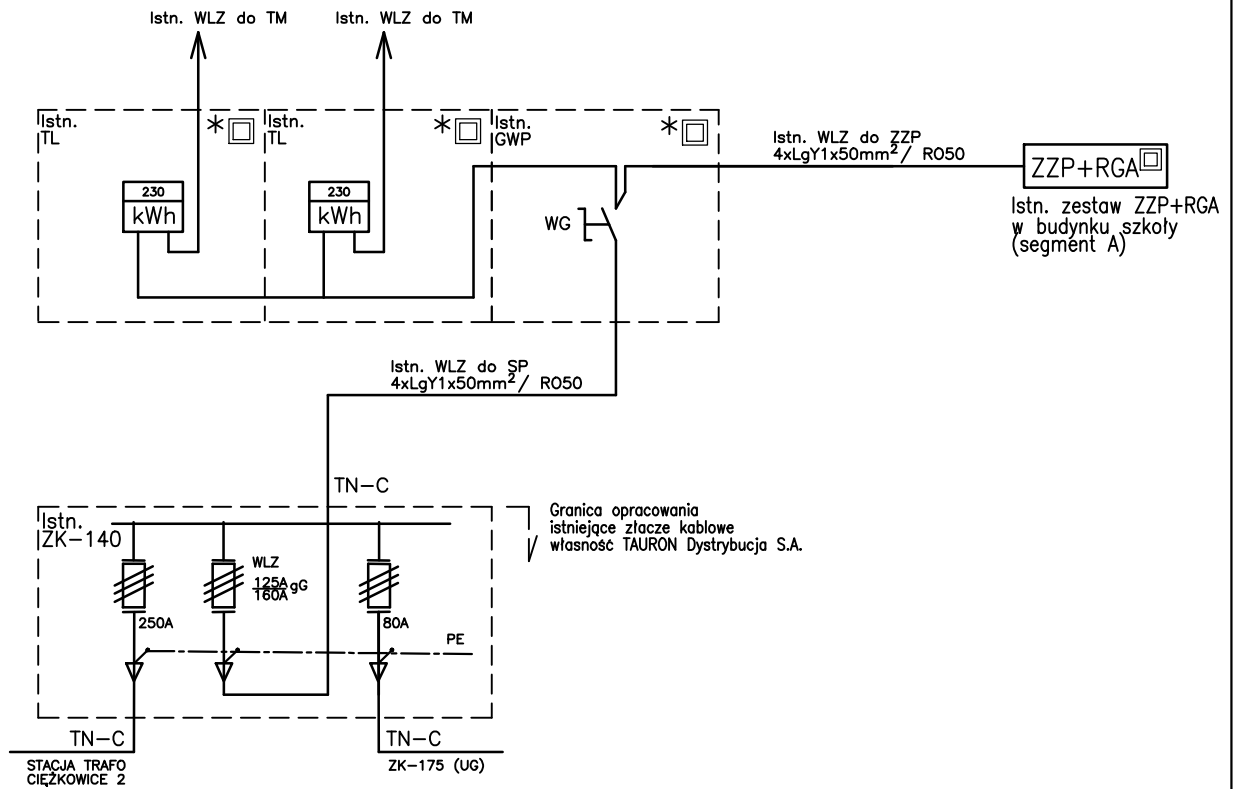 Istn. WLZ do TM
Istn. WLZ do TM
Istn.
TL
*
Istn.
TL
*
Istn.
GWP
*
230
kWh
230
kWh
WG
Istn. WLZ do ZZP
4xLgY1x50mm²/ RO50
ZZP+RGA
Istn. zestaw ZZP+RGA
w budynku szkoły
(segment A)
Istn. WLZ do SP
4xLgY1x50mm²/ RO50
TN-C
Istn.
ZK-140
Granica opracowania
istniejące złacze kablowe
własność TAURON Dystrybucja S.A.
WLZ
125A gG
160A
250A
80A
PE
TN-C
STACJA TRAFO
CIĘŻKOWICE 2
TN-C
ZK-175 (UG)